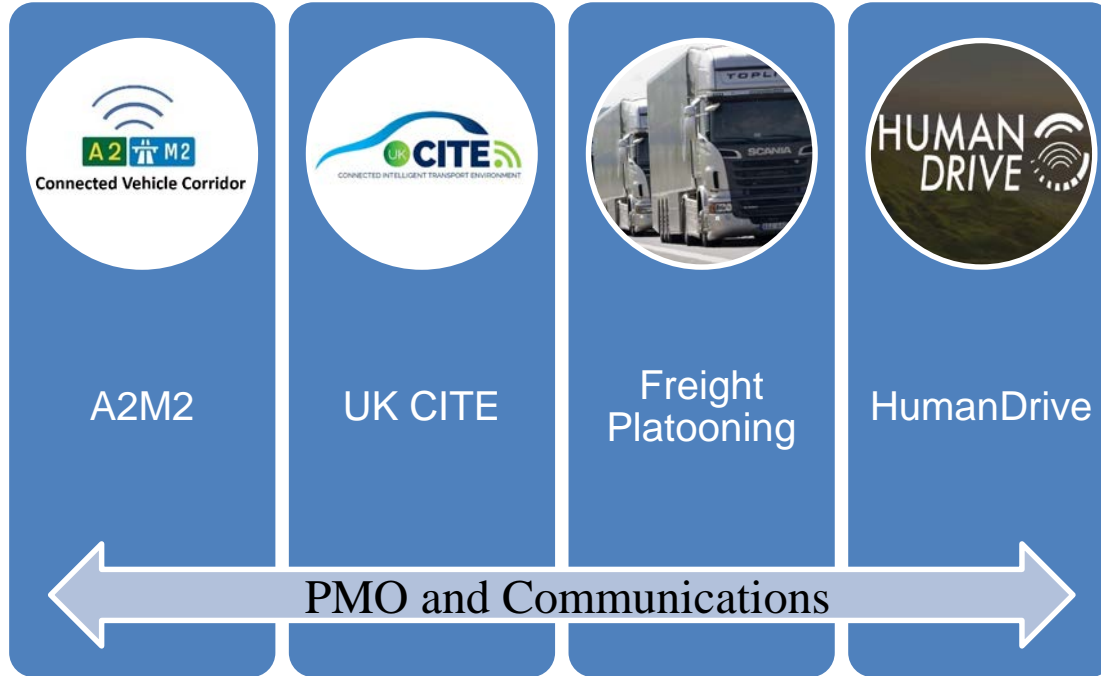 A2 M2
Connected Vehicle Corridor
UK CITE
CONNECTED INTELLIGENT TRANSPORT ENVIRONMENT
TOPLI
SCANIA
HUMAN
DRIVE
A2M2
UK CITE
Freight
Platooning
HumanDrive
PMO and Communications